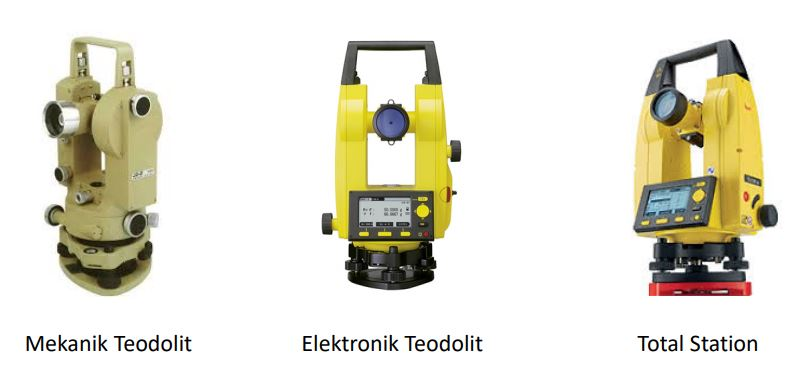 Mekanik Teodolit
Elektronik Teodolit
Total Station